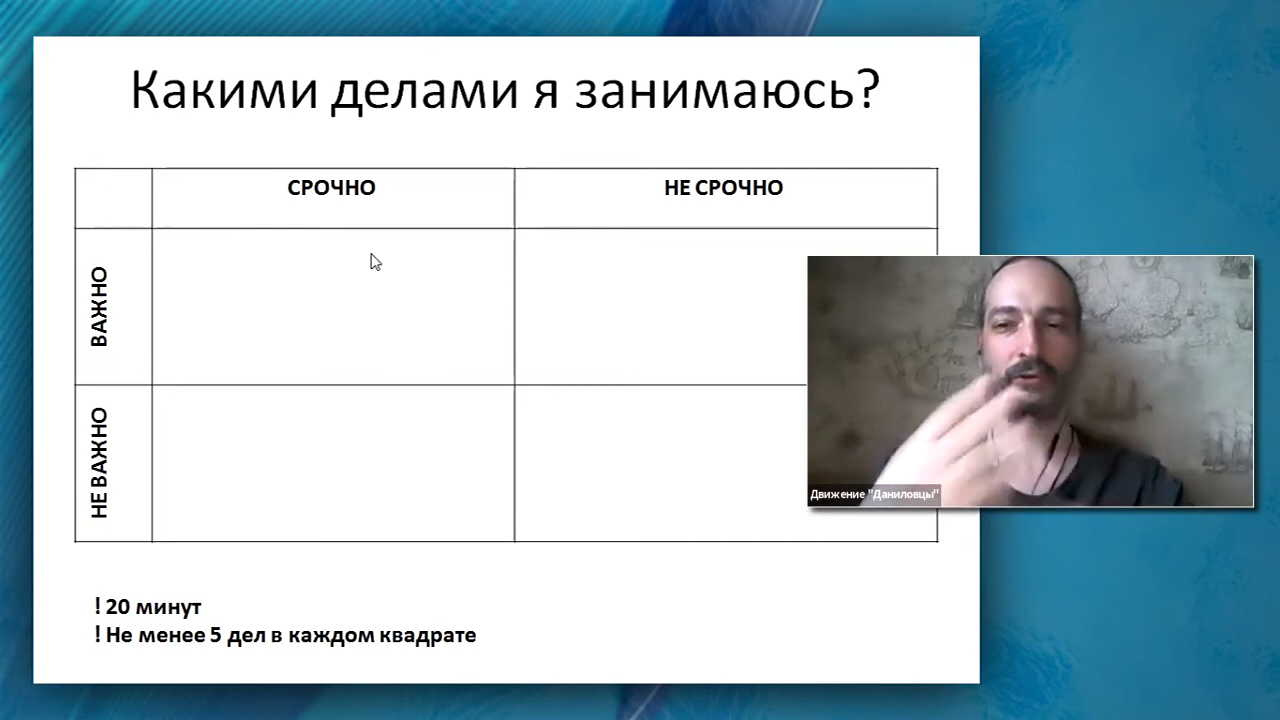 Какими делами я занимаюсь?
СРОЧНО
НЕ СРОЧНО
ВАЖНО
НЕ ВАЖНО
Движение "Даниловцы"
! 20 минут
! Не менее 5 дел в каждом квадрате